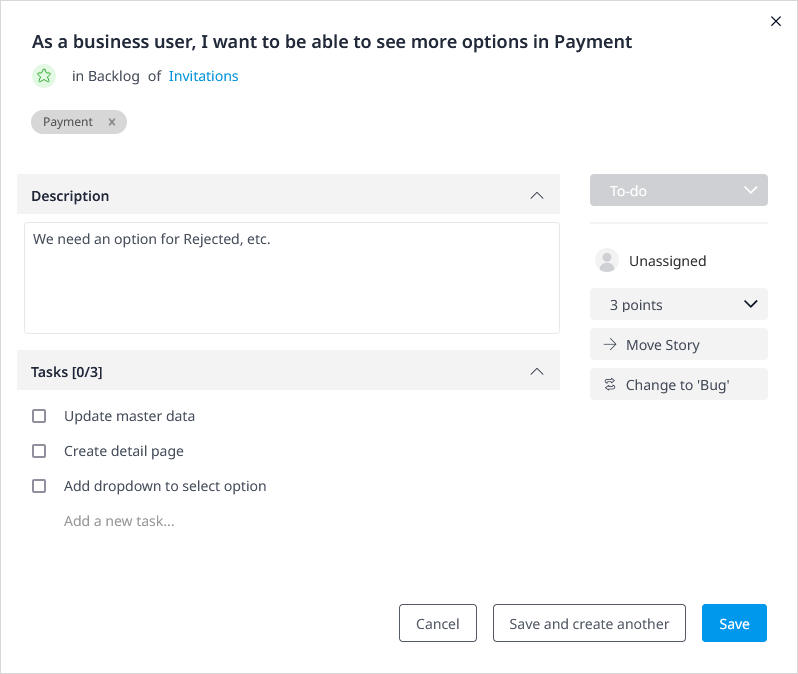 As a business user, I want to be able to see more options in Payment
in Backlog of Invitations
Payment
Description
We need an option for Rejected, etc.
Tasks [0/3]
Update master data
Create detail page
Add dropdown to select option
Add a new task...
To-do
Unassigned
3 points
Move Story
Change to 'Bug'
Cancel
Save and create another
Save